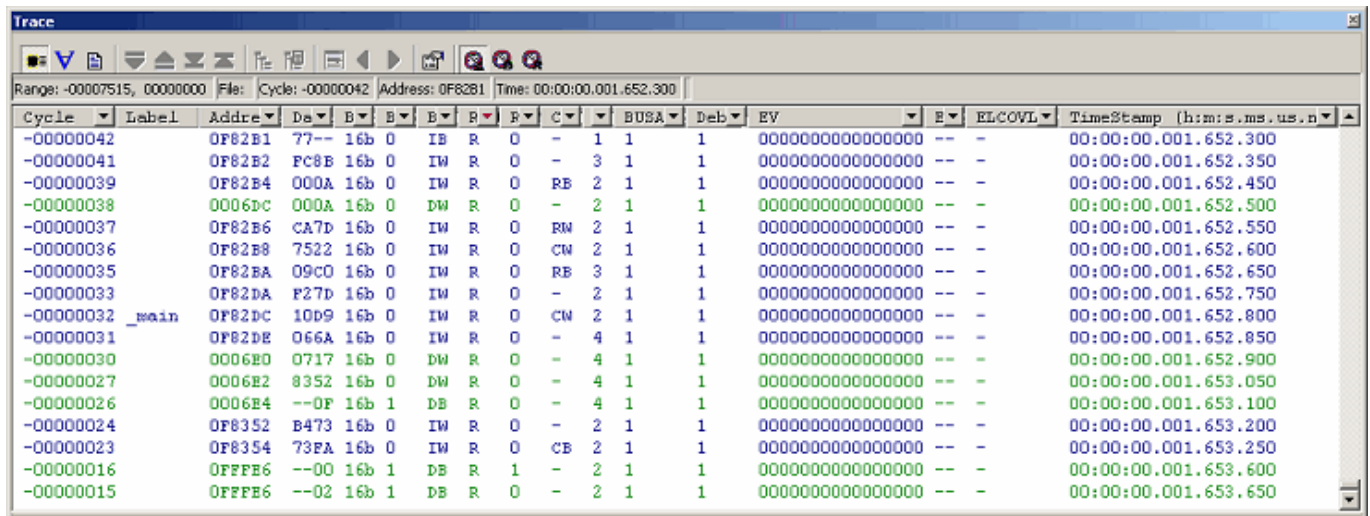 Trace
Range: -00007515, 00000000 File: Cycle: -00000042 Address: 0F82B1 Time: 00:00:00.001.652.300
Cycle Label Addre Da B B B R R C BUSA Deb EV E ELCOVL TimeStamp (h:m:s.ms.us.n
-00000042 0F82B1 77-- 16b 0 IB R 0 - 1 1 1 0000000000000000 -- - 00:00:00.001.652.300
-00000041 0F82B2 FC8B 16b 0 IW R 0 - 3 1 1 0000000000000000 -- - 00:00:00.001.652.350
-00000039 0F82B4 000A 16b 0 IW R 0 RB 2 1 1 0000000000000000 -- - 00:00:00.001.652.450
-00000038 0006DC 000A 16b 0 DW R 0 - 2 1 1 0000000000000000 -- - 00:00:00.001.652.500
-00000037 0F82B6 CA7D 16b 0 IW R 0 RW 2 1 1 0000000000000000 -- - 00:00:00.001.652.550
-00000036 0F82B8 7522 16b 0 IW R 0 CW 2 1 1 0000000000000000 -- - 00:00:00.001.652.600
-00000035 0F82BA 09C0 16b 0 IW R 0 RB 3 1 1 0000000000000000 -- - 00:00:00.001.652.650
-00000033 0F82DA F27D 16b 0 IW R 0 - 2 1 1 0000000000000000 -- - 00:00:00.001.652.750
-00000032 _main 0F82DC 10D9 16b 0 IW R 0 CW 2 1 1 0000000000000000 -- - 00:00:00.001.652.800
-00000031 0F82DE 066A 16b 0 IW R 0 - 4 1 1 0000000000000000 -- - 00:00:00.001.652.850
-00000030 0006E0 0717 16b 0 DW R 0 - 4 1 1 0000000000000000 -- - 00:00:00.001.652.900
-00000027 0006E2 8352 16b 0 DW R 0 - 4 1 1 0000000000000000 -- - 00:00:00.001.653.050
-00000026 0006E4 --0F 16b 1 DB R 0 - 4 1 1 0000000000000000 -- - 00:00:00.001.653.100
-00000024 0F8352 B473 16b 0 IW R 0 - 2 1 1 0000000000000000 -- - 00:00:00.001.653.200
-00000023 0F8354 73FA 16b 0 IW R 0 CB 2 1 1 0000000000000000 -- - 00:00:00.001.653.250
-00000016 0FFFE6 --00 16b 1 DB R 1 - 2 1 1 0000000000000000 -- - 00:00:00.001.653.600
-00000015 0FFFE6 --02 16b 1 DB R 0 - 2 1 1 0000000000000000 -- - 00:00:00.001.653.650